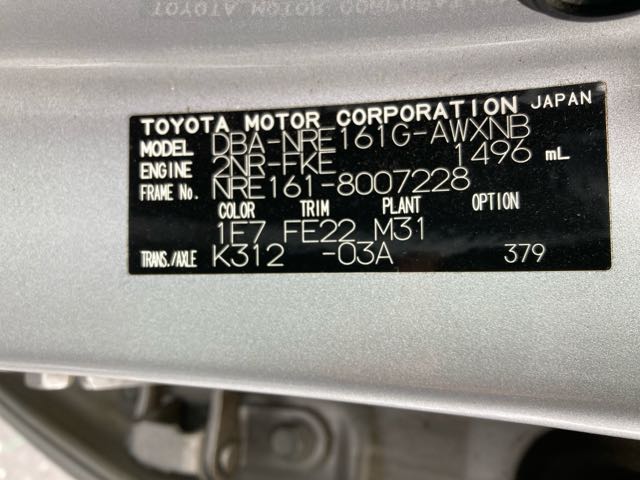 TOYOTA MOTOR CORPORATION JAPAN
MODEL DBA-NRE161G-AWXNB
ENGINE 2NR-FKE 1496 mL
FRAME No. NRE161-8007228
COLOR TRIM PLANT OPTION
1F7 FE22 M31
TRANS./AXLE K312 -03A 379